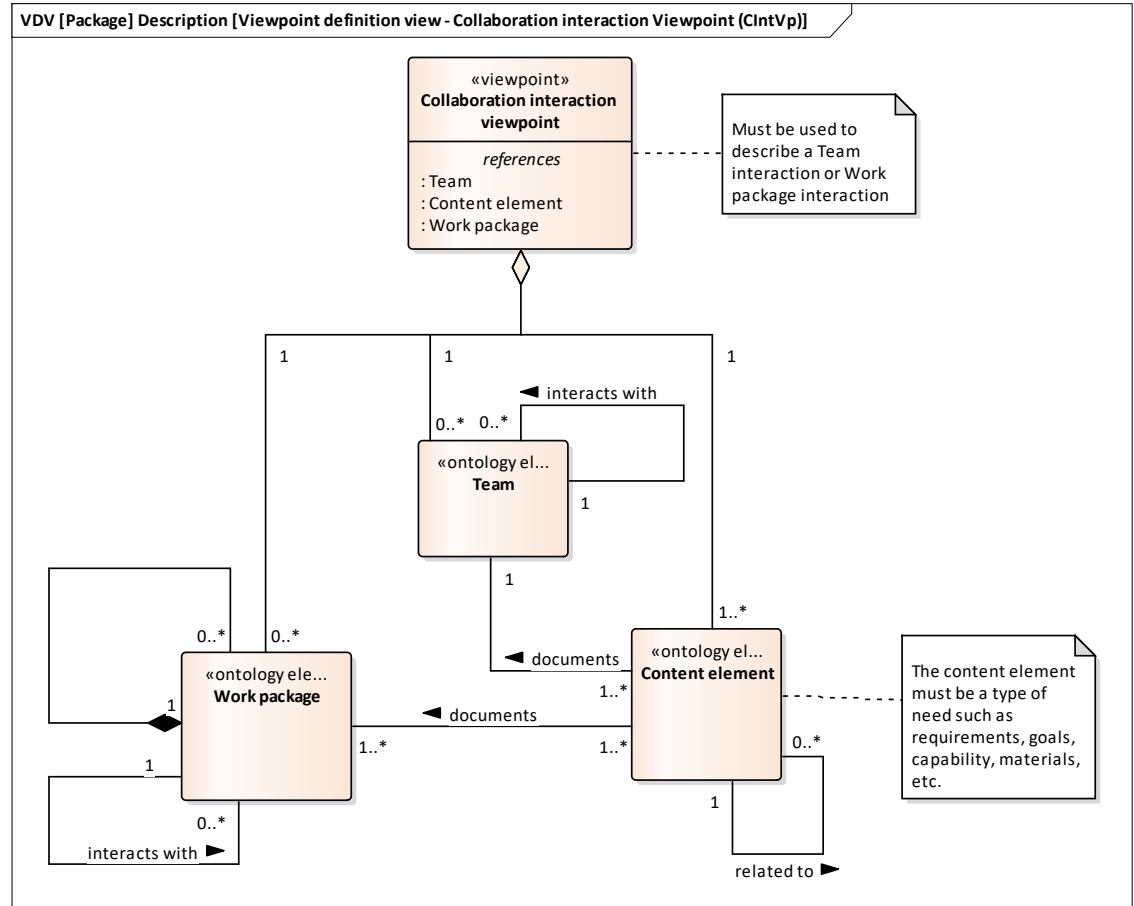 VDV [Package] Description [Viewpoint definition view - Collaboration interaction Viewpoint (CIntVp)]
«viewpoint»
Collaboration interaction
viewpoint
references
: Team
: Content element
: Work package
Must be used to
describe a Team
interaction or Work
package interaction
1
1
1
interacts with
0..*
0..*
«ontology el...
Team
1
1
0..*
0..*
1..*
«ontology ele...
Work package
1
documents
1..*
«ontology el...
Content element
The content element
must be a type of
need such as
requirements, goals,
capability, materials,
etc.
documents
1..*
1..*
0..*
1
0..*
interacts with
1
related to